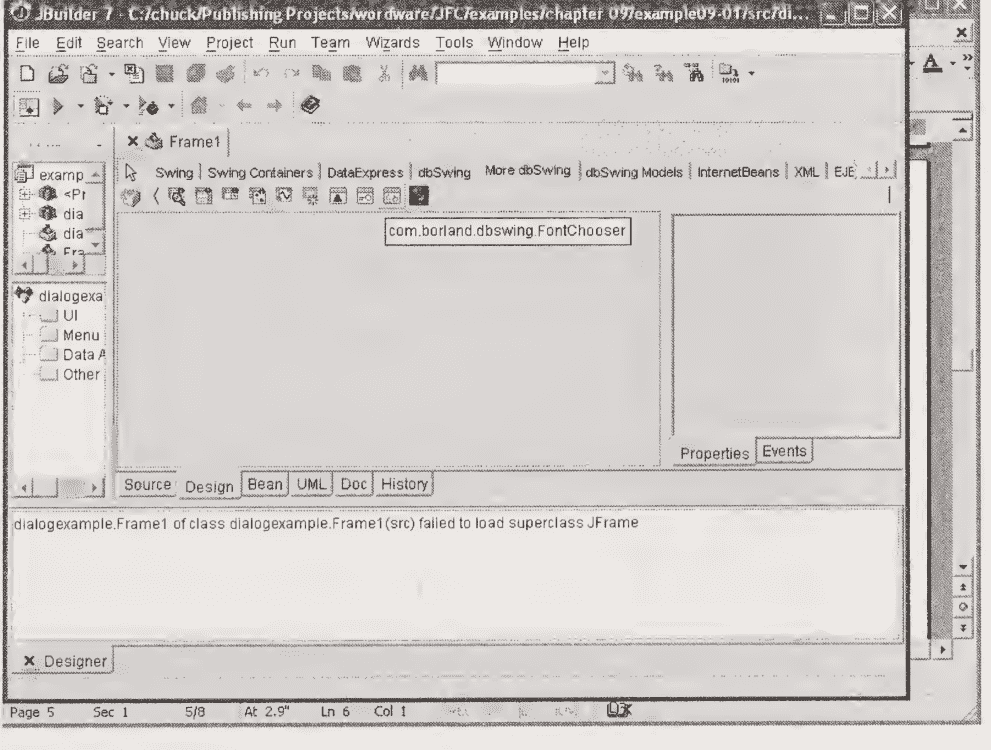 JBuilder 7 - C:/chuck/Publishing Projects/wordware/JFC/examples/chapter 09/example09-01/src/di...
File Edit Search View Project Run Team Wizards Tools Window Help
Frame1
examp
<Pr
dia
dia
Fra
Swing Swing Containers DataExpress dbSwing More dbSwing dbSwing Models InternetBeans XML EJB
com.borland.dbswing.FontChooser
dialogexa
UI
Menu
Data A
Other
Properties Events
Source Design Bean UML Doc History
dialogexample.Frame1 of class dialogexample.Frame1(src) failed to load superclass JFrame
Designer
Page 5 Sec 1 5/8 At 2.9" Ln 6 Col 1